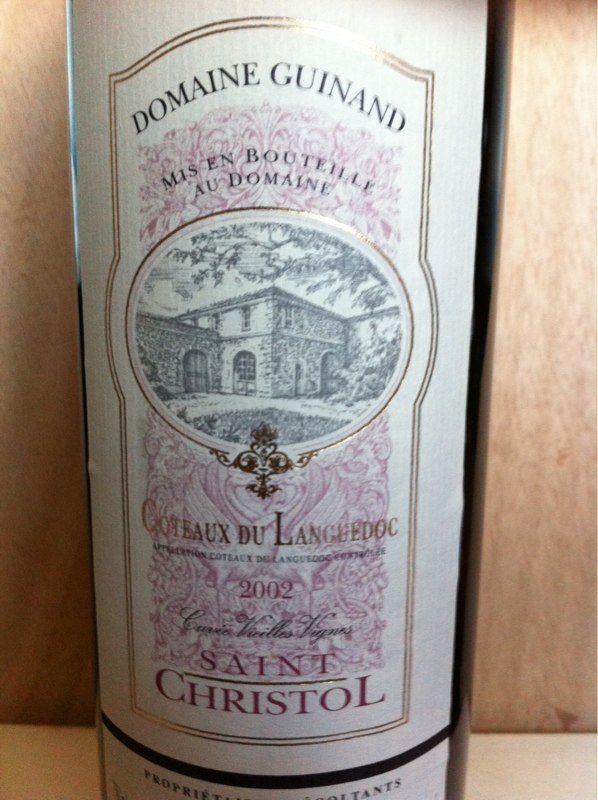 DOMAINE GUINAND
MIS EN BOUTEILLE
AU DOMAINE
COTEAUX DU LANGUEDOC
APPELLATION COTEAUX DU LANGUEDOC CONTRÔLÉE
2002
Cuvée Vieilles Vignes
SAINT
CHRISTOL